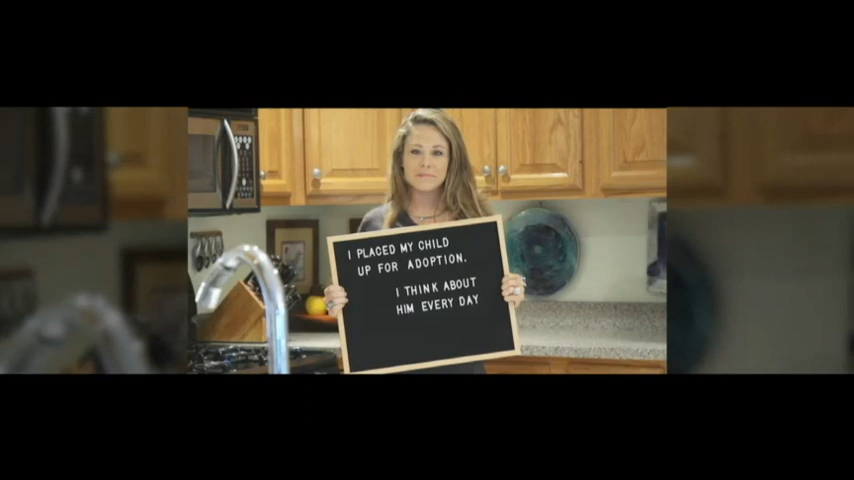 I PLACED MY CHILD
UP FOR ADOPTION.
I THINK ABOUT
HIM EVERY DAY